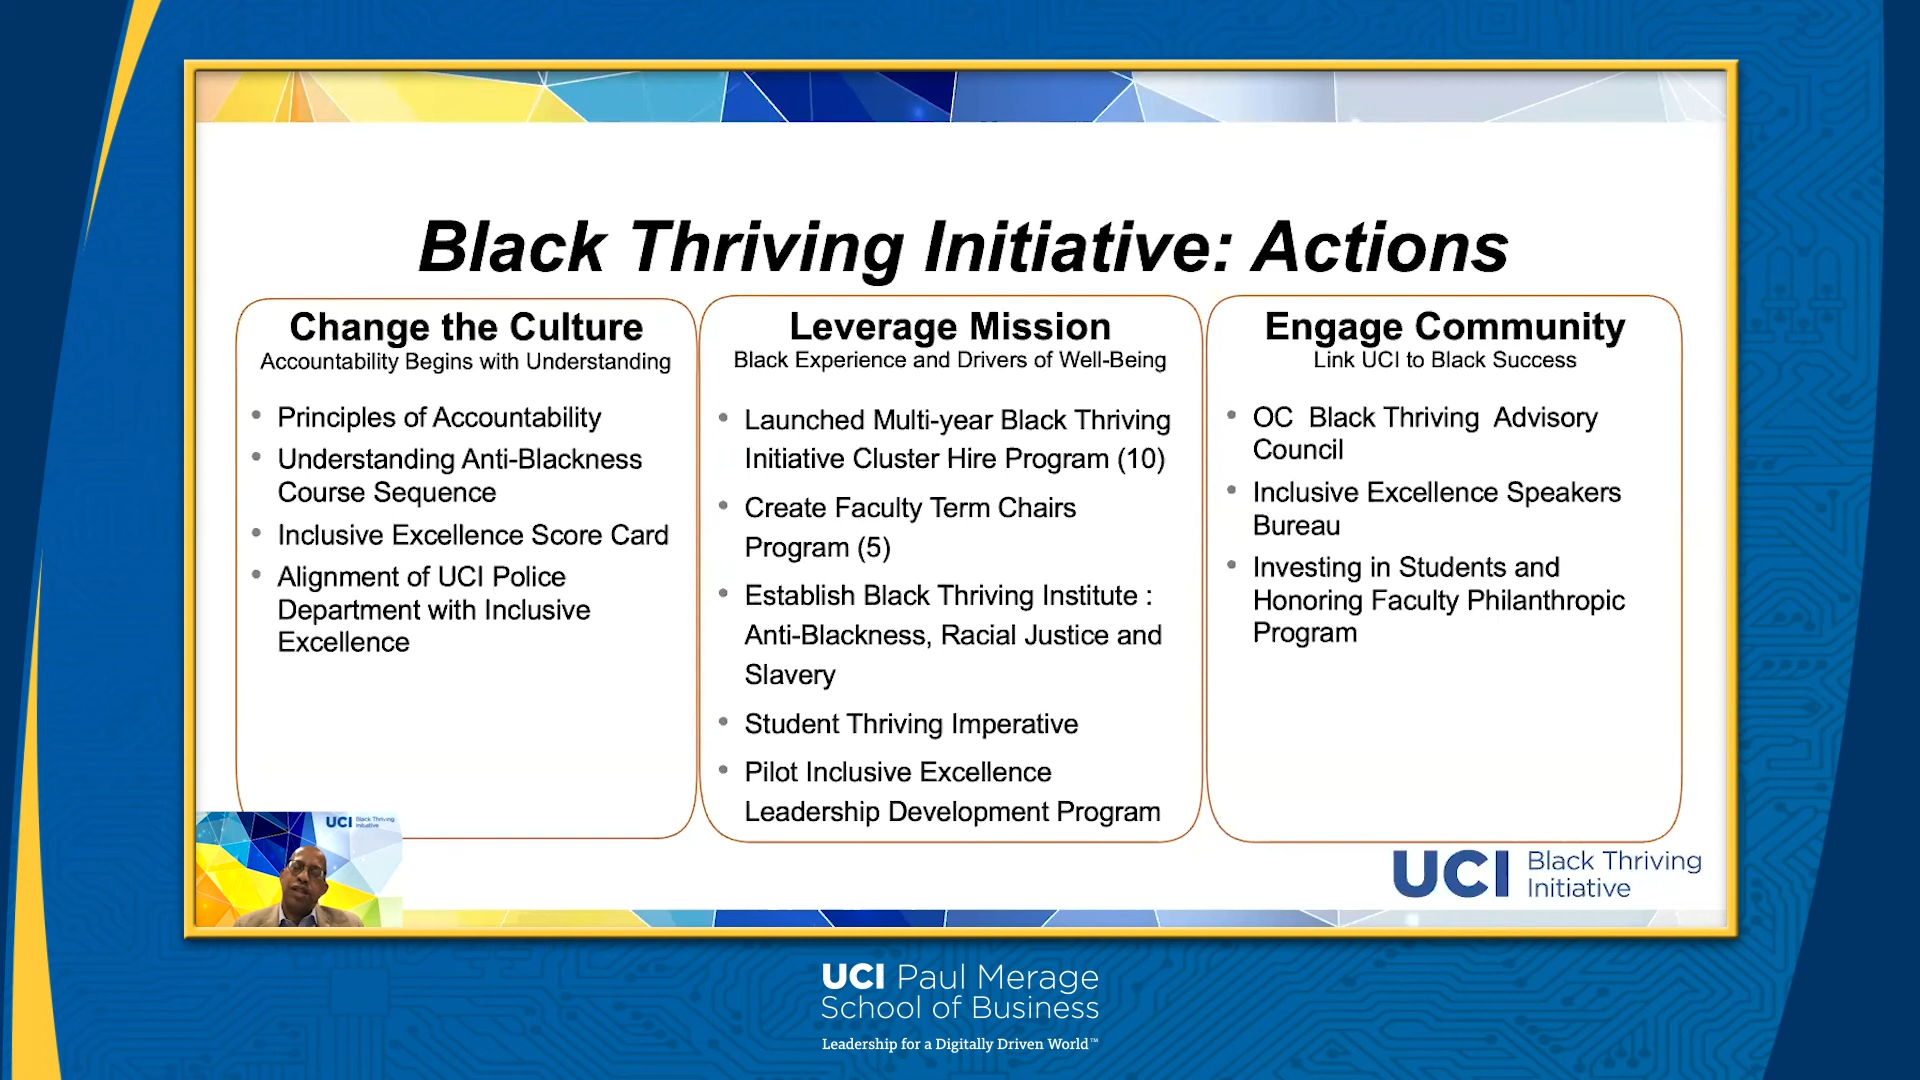 Black Thriving Initiative: Actions
Change the Culture
Accountability Begins with Understanding
• Principles of Accountability
• Understanding Anti-Blackness
Course Sequence
• Inclusive Excellence Score Card
• Alignment of UCI Police
Department with Inclusive
Excellence
Leverage Mission
Black Experience and Drivers of Well-Being
• Launched Multi-year Black Thriving
Initiative Cluster Hire Program (10)
• Create Faculty Term Chairs
Program (5)
• Establish Black Thriving Institute :
Anti-Blackness, Racial Justice and
Slavery
• Student Thriving Imperative
• Pilot Inclusive Excellence
Leadership Development Program
Engage Community
Link UCI to Black Success
• OC Black Thriving Advisory
Council
• Inclusive Excellence Speakers
Bureau
• Investing in Students and
Honoring Faculty Philanthropic
Program
UCI Black Thriving
Initiative
UCI Black Thriving
Initiative
UCI Paul Merage
School of Business
Leadership for a Digitally Driven World™